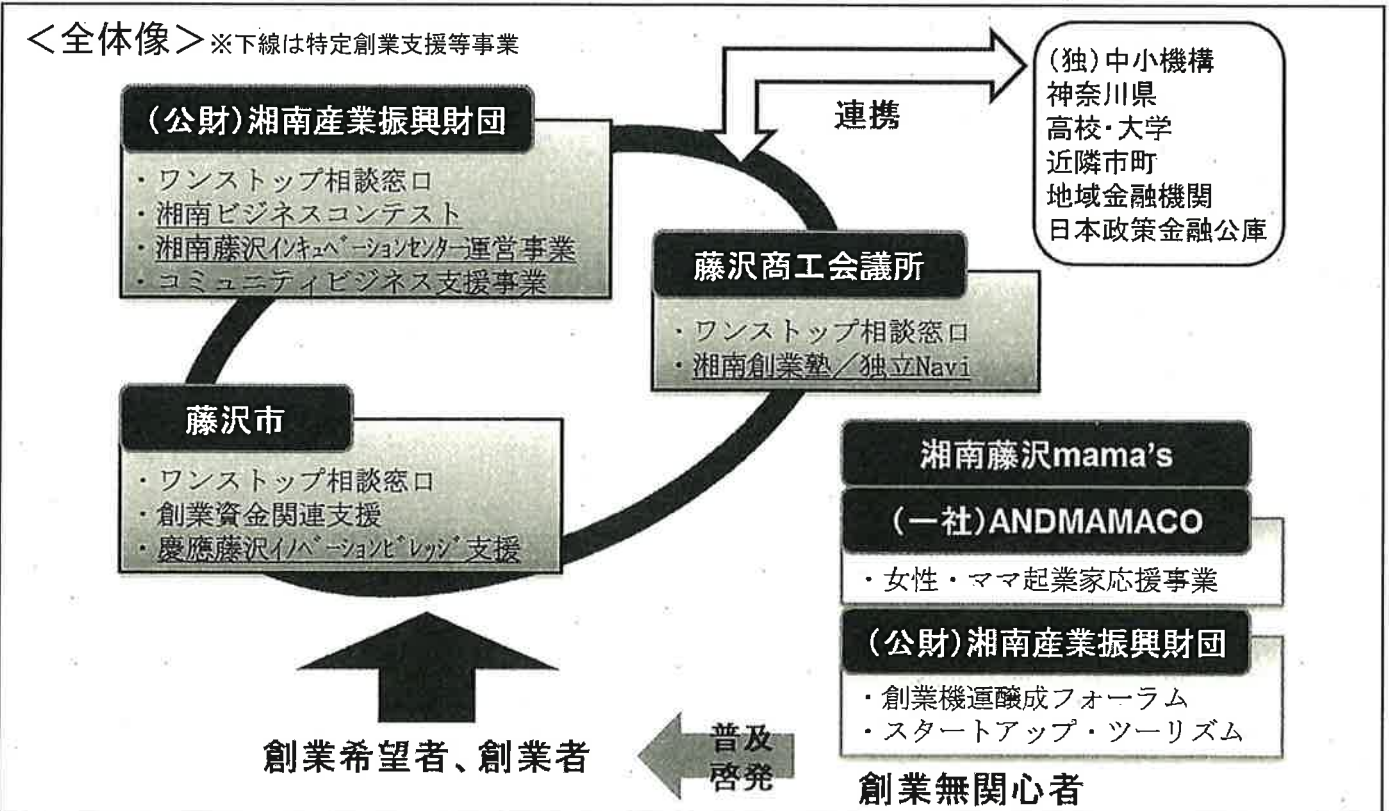 ＜全体像＞※下線は特定創業支援等事業
(公財)湘南産業振興財団
・ワンストップ相談窓口
・湘南ビジネスコンテスト
・湘南藤沢ｲﾝｷｭﾍﾞｰｼｮﾝｾﾝﾀｰ運営事業
・コミュニティビジネス支援事業
連携
(独)中小機構
神奈川県
高校・大学
近隣市町
地域金融機関
日本政策金融公庫
藤沢商工会議所
・ワンストップ相談窓口
・湘南創業塾／独立Navi
藤沢市
・ワンストップ相談窓口
・創業資金関連支援
・慶應藤沢ｲﾉﾍﾞｰｼｮﾝﾋﾞﾚｯｼﾞ支援
湘南藤沢mama's
(一社)ANDMAMACO
・女性・ママ起業家応援事業
(公財)湘南産業振興財団
・創業機運醸成フォーラム
・スタートアップ・ツーリズム
創業希望者、創業者
普及
啓発
創業無関心者